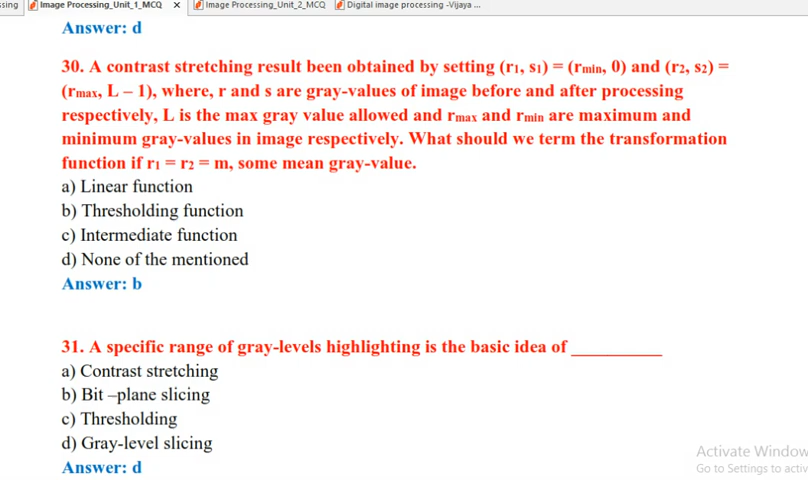 ssing Image Processing_Unit_1_MCQ × Image Processing_Unit_2_MCQ Digital image processing -Vijaya ...
Answer: d
30. A contrast stretching result been obtained by setting (r1, s1) = (rmin, 0) and (r2, s2) =
(rmax, L – 1), where, r and s are gray-values of image before and after processing
respectively, L is the max gray value allowed and rmax and rmin are maximum and
minimum gray-values in image respectively. What should we term the transformation
function if r1 = r2 = m, some mean gray-value.
a) Linear function
b) Thresholding function
c) Intermediate function
d) None of the mentioned
Answer: b
31. A specific range of gray-levels highlighting is the basic idea of __________
a) Contrast stretching
b) Bit –plane slicing
c) Thresholding
d) Gray-level slicing
Answer: d
Activate Window
Go to Settings to activ